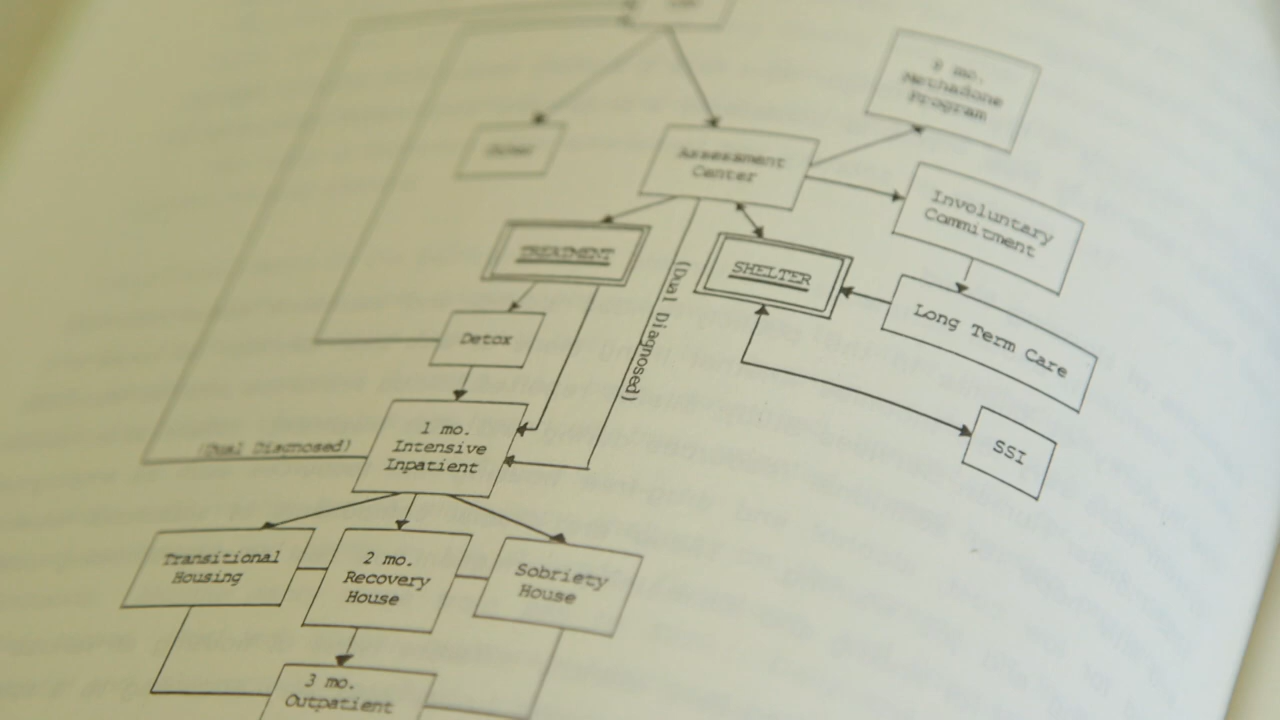 3 mo.
Methadone
Program
Assessment
Center
Involuntary
Commitment
TREATMENT
SHELTER
(Dual Diagnosed)
Long Term Care
Detox
1 mo.
Intensive
Inpatient
(Dual Diagnosed)
SSI
Transitional
Housing
2 mo.
Recovery
House
Sobriety
House
3 mo.
Outpatient